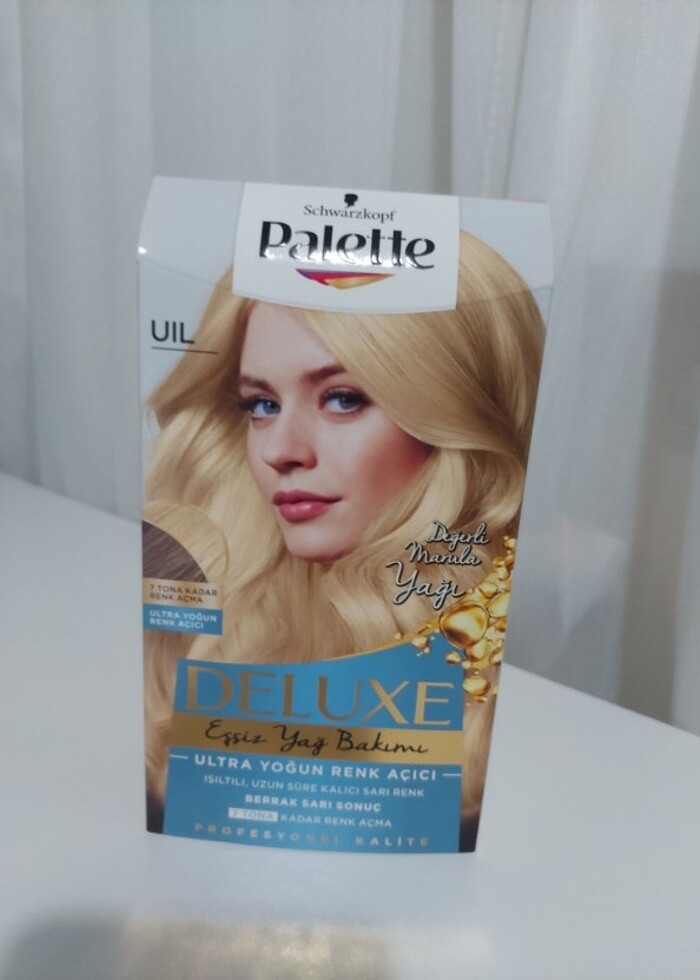 Schwarzkopf
Palette
UIL
Değerli
Marula
Yağı
7 TONA KADAR
RENK AÇMA
ULTRA YOĞUN
RENK AÇICI
DELUXE
Eşsiz Yağ Bakımı
ULTRA YOĞUN RENK AÇICI
IŞILTILI, UZUN SÜRE KALICI SARI RENK
BERRAK SARI SONUÇ
7 TONA KADAR RENK AÇMA
PROFESYONEL KALİTE